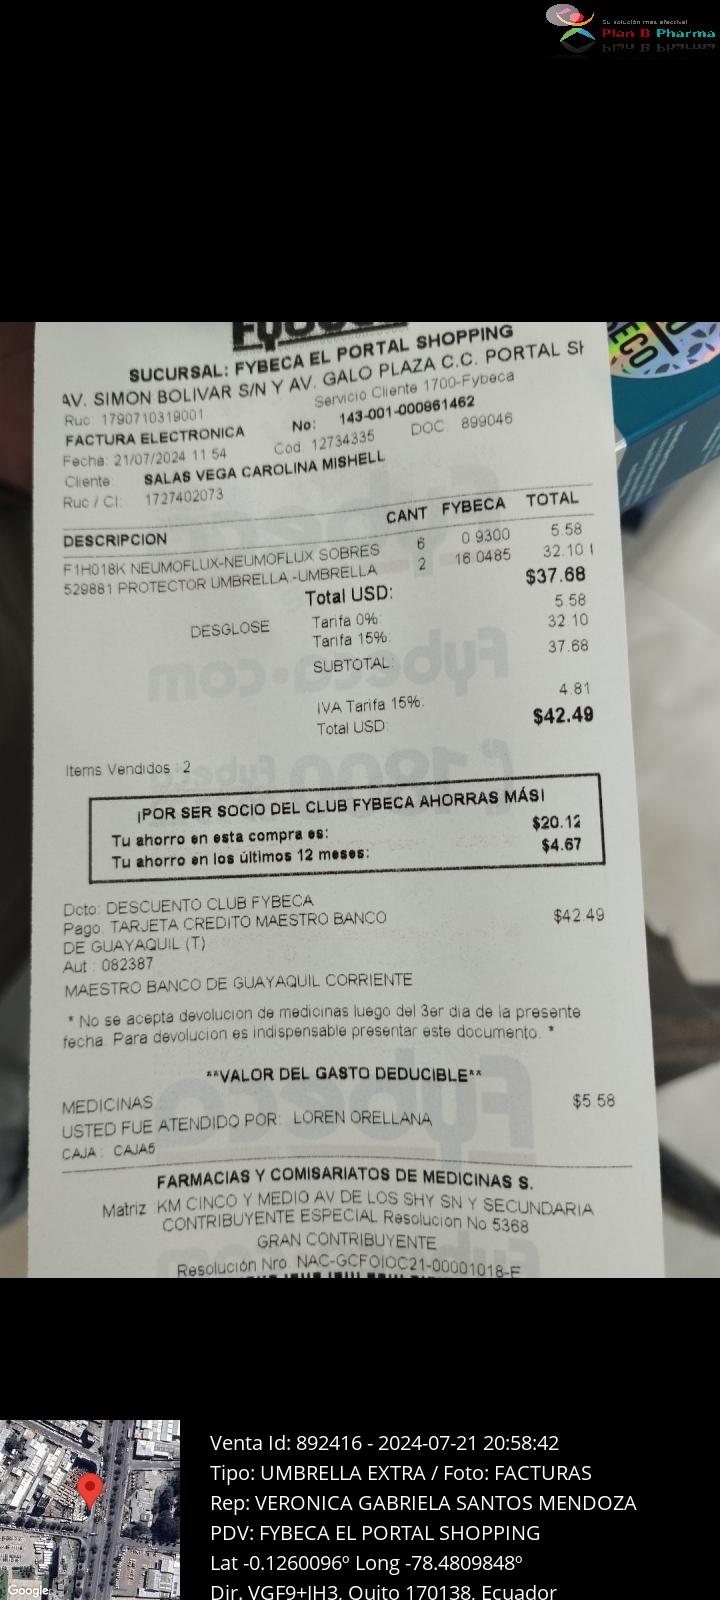 Su solución más efectiva!
Plan B Pharma
Fybeca
SUCURSAL: FYBECA EL PORTAL SHOPPING
AV. SIMON BOLIVAR S/N Y AV. GALO PLAZA C.C. PORTAL SH
Ruc: 1790710319001 Servicio Cliente 1700-Fybeca
FACTURA ELECTRONICA No: 143-001-000861462
Fecha: 21/07/2024 11:54 Cod. 12734335 DOC: 899046
Cliente: SALAS VEGA CAROLINA MISHELL
Ruc / CI: 1727402073
DESCRIPCION CANT FYBECA TOTAL
F1H018K NEUMOFLUX-NEUMOFLUX SOBRES 6 0.9300 5.58
529881 PROTECTOR UMBRELLA.-UMBRELLA 2 16.0485 32.10 I
Total USD: $37.68
DESGLOSE Tarifa 0%: 5.58
Tarifa 15%: 32.10
SUBTOTAL: 37.68
IVA Tarifa 15%: 4.81
Total USD: $42.49
Items Vendidos: 2
¡POR SER SOCIO DEL CLUB FYBECA AHORRAS MÁS!
Tu ahorro en esta compra es: $20.12
Tu ahorro en los últimos 12 meses: $4.67
Dcto: DESCUENTO CLUB FYBECA
Pago: TARJETA CREDITO MAESTRO BANCO $42.49
DE GUAYAQUIL (T)
Aut : 082387
MAESTRO BANCO DE GUAYAQUIL CORRIENTE
* No se acepta devolucion de medicinas luego del 3er dia de la presente
fecha. Para devolucion es indispensable presentar este documento. *
**VALOR DEL GASTO DEDUCIBLE**
MEDICINAS $5.58
USTED FUE ATENDIDO POR: LOREN ORELLANA
CAJA : CAJA5
FARMACIAS Y COMISARIATOS DE MEDICINAS S.
Matriz :KM CINCO Y MEDIO AV DE LOS SHY SN Y SECUNDARIA
CONTRIBUYENTE ESPECIAL Resolucion No 5368
GRAN CONTRIBUYENTE
Resolución Nro. NAC-GCFOIOC21-00001018-E
Google
Venta Id: 892416 - 2024-07-21 20:58:42
Tipo: UMBRELLA EXTRA / Foto: FACTURAS
Rep: VERONICA GABRIELA SANTOS MENDOZA
PDV: FYBECA EL PORTAL SHOPPING
Lat -0.1260096º Long -78.4809848º
Dir. VGF9+JH3, Quito 170138, Ecuador